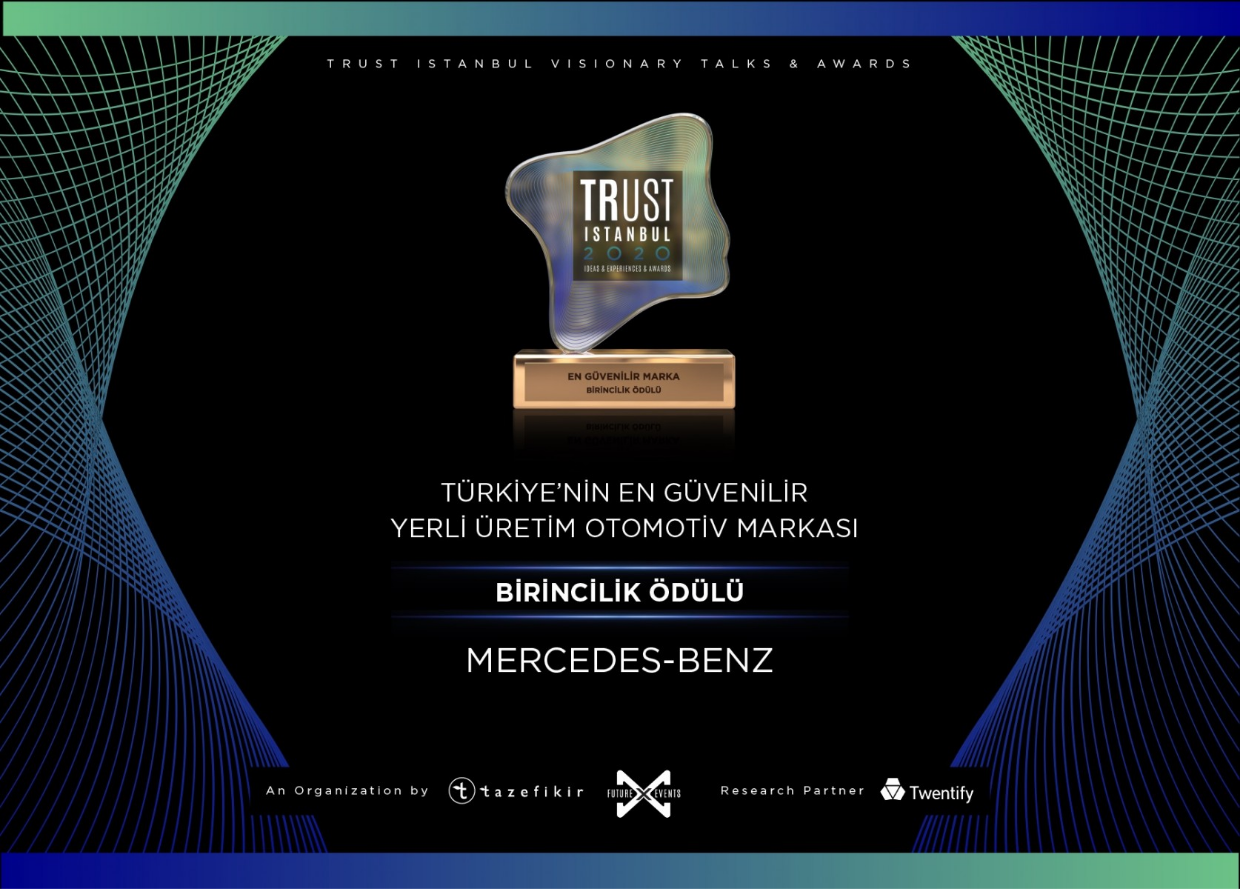 TRUST ISTANBUL VISIONARY TALKS & AWARDS
TRUST
ISTANBUL
2020
IDEAS & EXPERIENCES & AWARDS
EN GÜVENİLİR MARKA
BİRİNCİLİK ÖDÜLÜ
TÜRKİYE'NİN EN GÜVENİLİR
YERLİ ÜRETİM OTOMOTİV MARKASI
BİRİNCİLİK ÖDÜLÜ
MERCEDES-BENZ
An Organization by tazefikir FUTURE EVENTS Research Partner Twentify